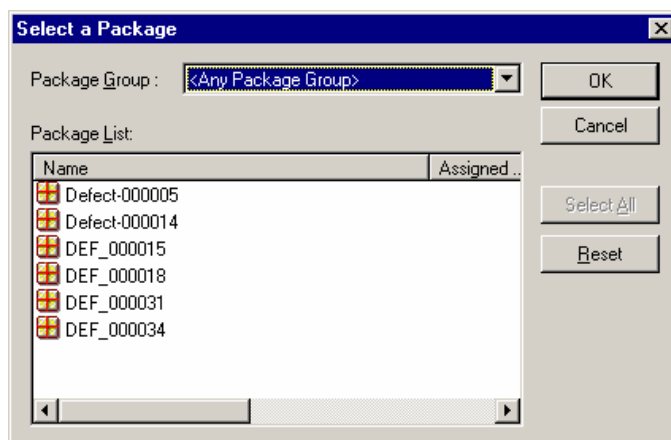 Select a Package
Package Group : <Any Package Group>
OK
Cancel
Package List:
Name Assigned ..
Defect-000005
Defect-000014
DEF_000015
DEF_000018
DEF_000031
DEF_000034
Select All
Reset